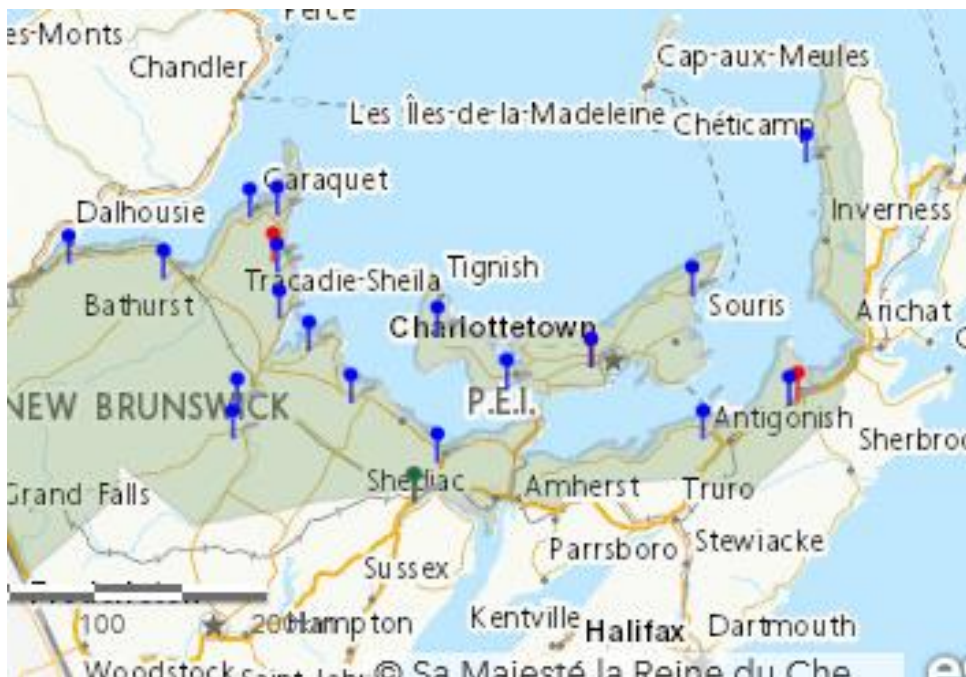 Percé
es-Monts
Cap-aux-Meules
Chandler
Les Îles-de-la-Madeleine
Chéticamp
Caraquet
Dalhousie
Inverness
Tracadie-Sheila
Tignish
Bathurst
Souris
Arichat
Charlottetown
NEW BRUNSWICK
P.E.I.
Antigonish
Sherbroo
Shediac
Grand Falls
Amherst
Truro
Parrsboro
Stewiacke
Sussex
100
200
Hampton
Kentville
Halifax
Dartmouth
Woodstock
© Sa Majesté la Reine du Che